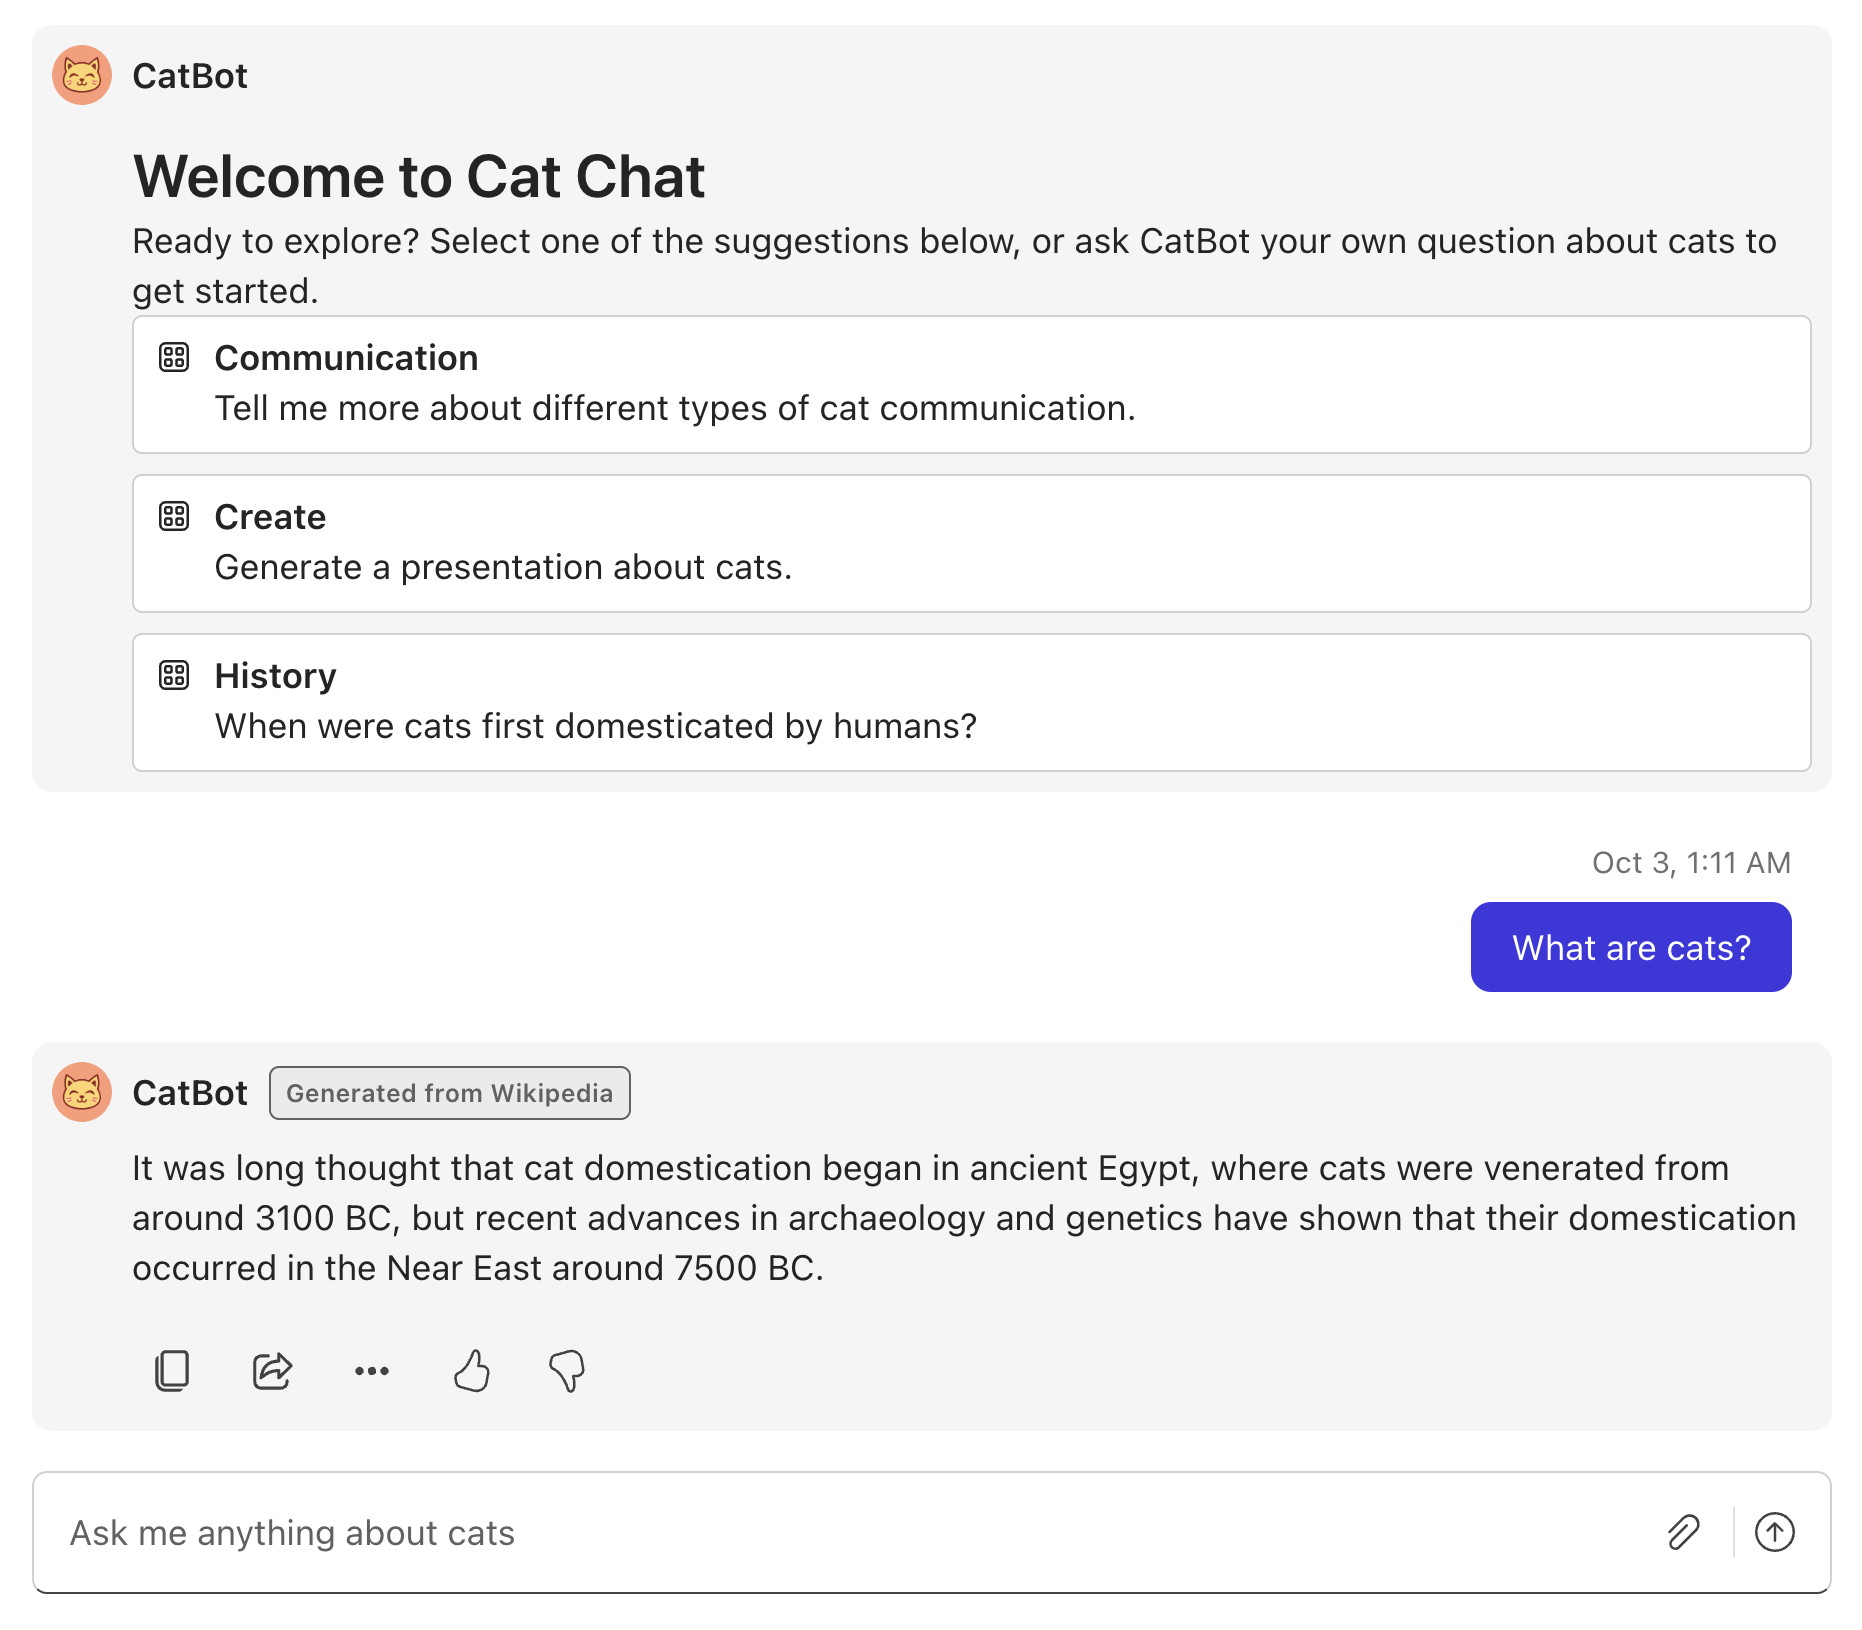 CatBot
Welcome to Cat Chat
Ready to explore? Select one of the suggestions below, or ask CatBot your own question about cats to
get started.
Communication
Tell me more about different types of cat communication.
Create
Generate a presentation about cats.
History
When were cats first domesticated by humans?
Oct 3, 1:11 AM
What are cats?
CatBot Generated from Wikipedia
It was long thought that cat domestication began in ancient Egypt, where cats were venerated from
around 3100 BC, but recent advances in archaeology and genetics have shown that their domestication
occurred in the Near East around 7500 BC.
Ask me anything about cats